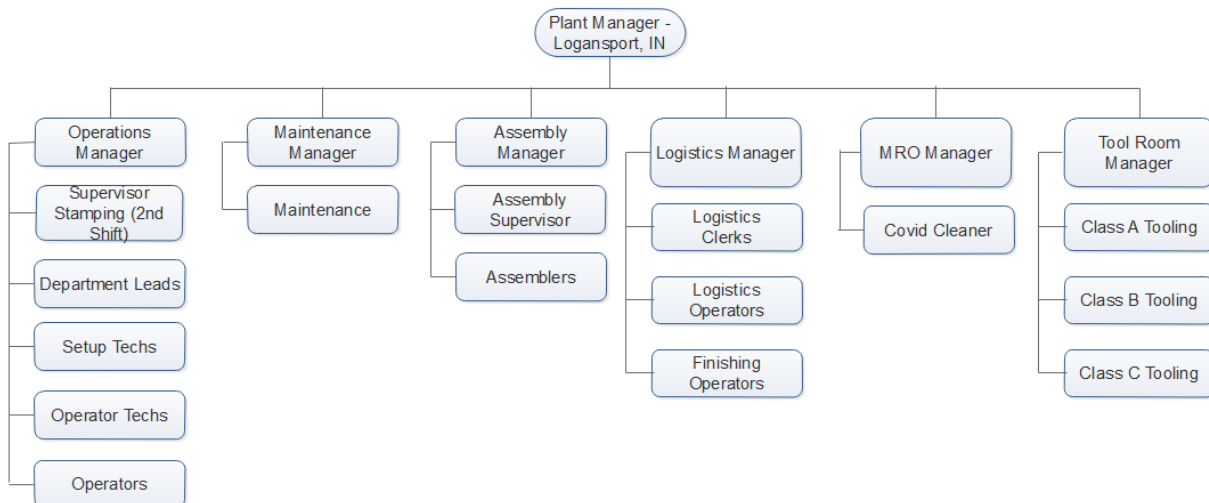 Plant Manager -
Logansport, IN
Operations
Manager
Supervisor
Stamping (2nd
Shift)
Department Leads
Setup Techs
Operator Techs
Operators
Maintenance
Manager
Maintenance
Assembly
Manager
Assembly
Supervisor
Assemblers
Logistics Manager
Logistics
Clerks
Logistics
Operators
Finishing
Operators
MRO Manager
Covid Cleaner
Tool Room
Manager
Class A Tooling
Class B Tooling
Class C Tooling